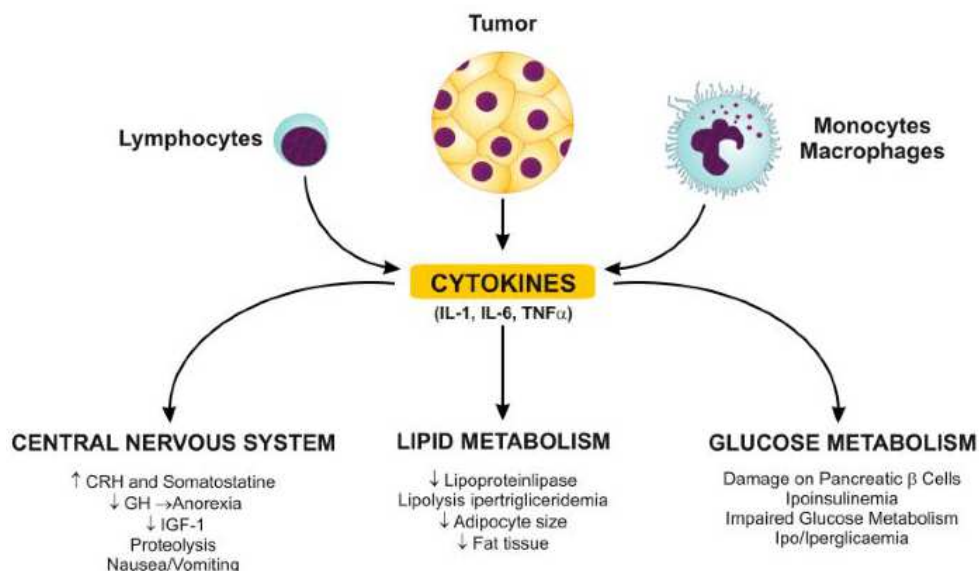 Tumor
Lymphocytes
Monocytes
Macrophages
CYTOKINES
(IL-1, IL-6, TNFα)
CENTRAL NERVOUS SYSTEM
↑ CRH and Somatostatine
↓ GH →Anorexia
↓ IGF-1
Proteolysis
Nausea/Vomiting
LIPID METABOLISM
↓ Lipoproteinlipase
Lipolysis ipertrigliceridemia
↓ Adipocyte size
↓ Fat tissue
GLUCOSE METABOLISM
Damage on Pancreatic β Cells
Ipoinsulinemia
Impaired Glucose Metabolism
Ipo/Iperglicaemia